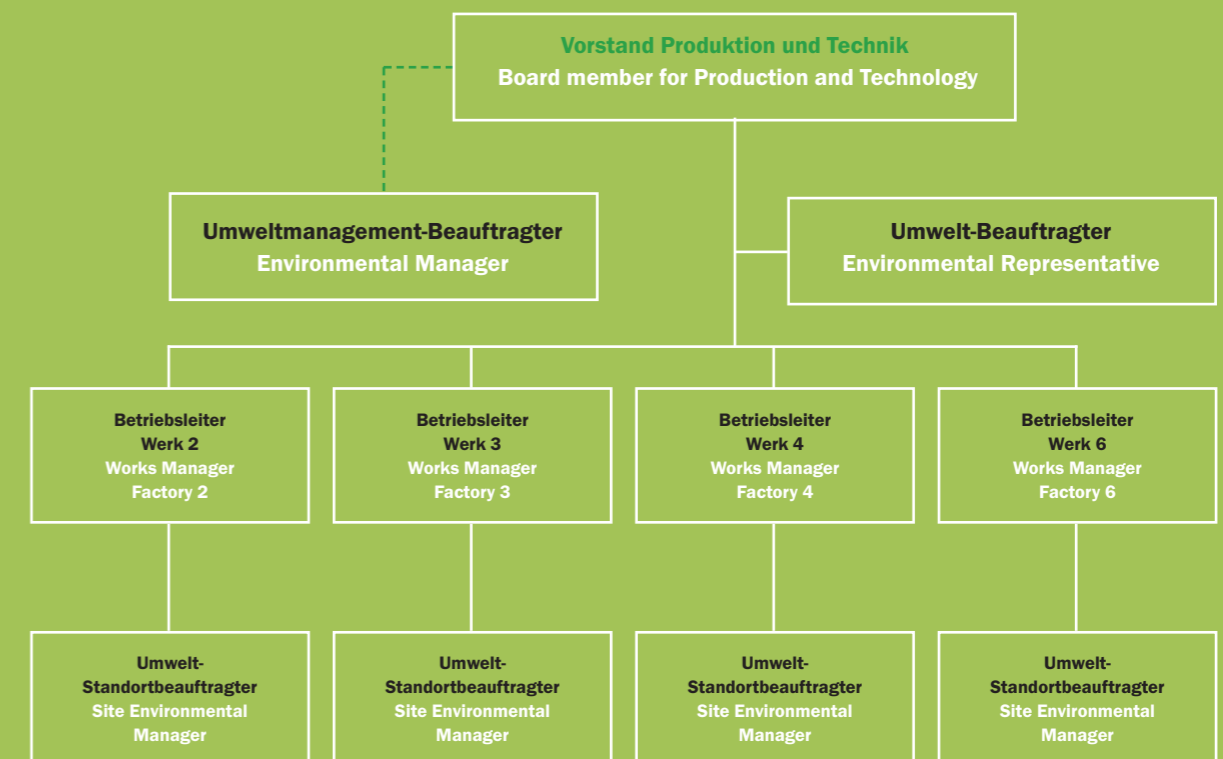 Vorstand Produktion und Technik
Board member for Production and Technology
Umweltmanagement-Beauftragter
Environmental Manager
Umwelt-Beauftragter
Environmental Representative
Betriebsleiter
Werk 2
Works Manager
Factory 2
Betriebsleiter
Werk 3
Works Manager
Factory 3
Betriebsleiter
Werk 4
Works Manager
Factory 4
Betriebsleiter
Werk 6
Works Manager
Factory 6
Umwelt-
Standortbeauftragter
Site Environmental
Manager
Umwelt-
Standortbeauftragter
Site Environmental
Manager
Umwelt-
Standortbeauftragter
Site Environmental
Manager
Umwelt-
Standortbeauftragter
Site Environmental
Manager